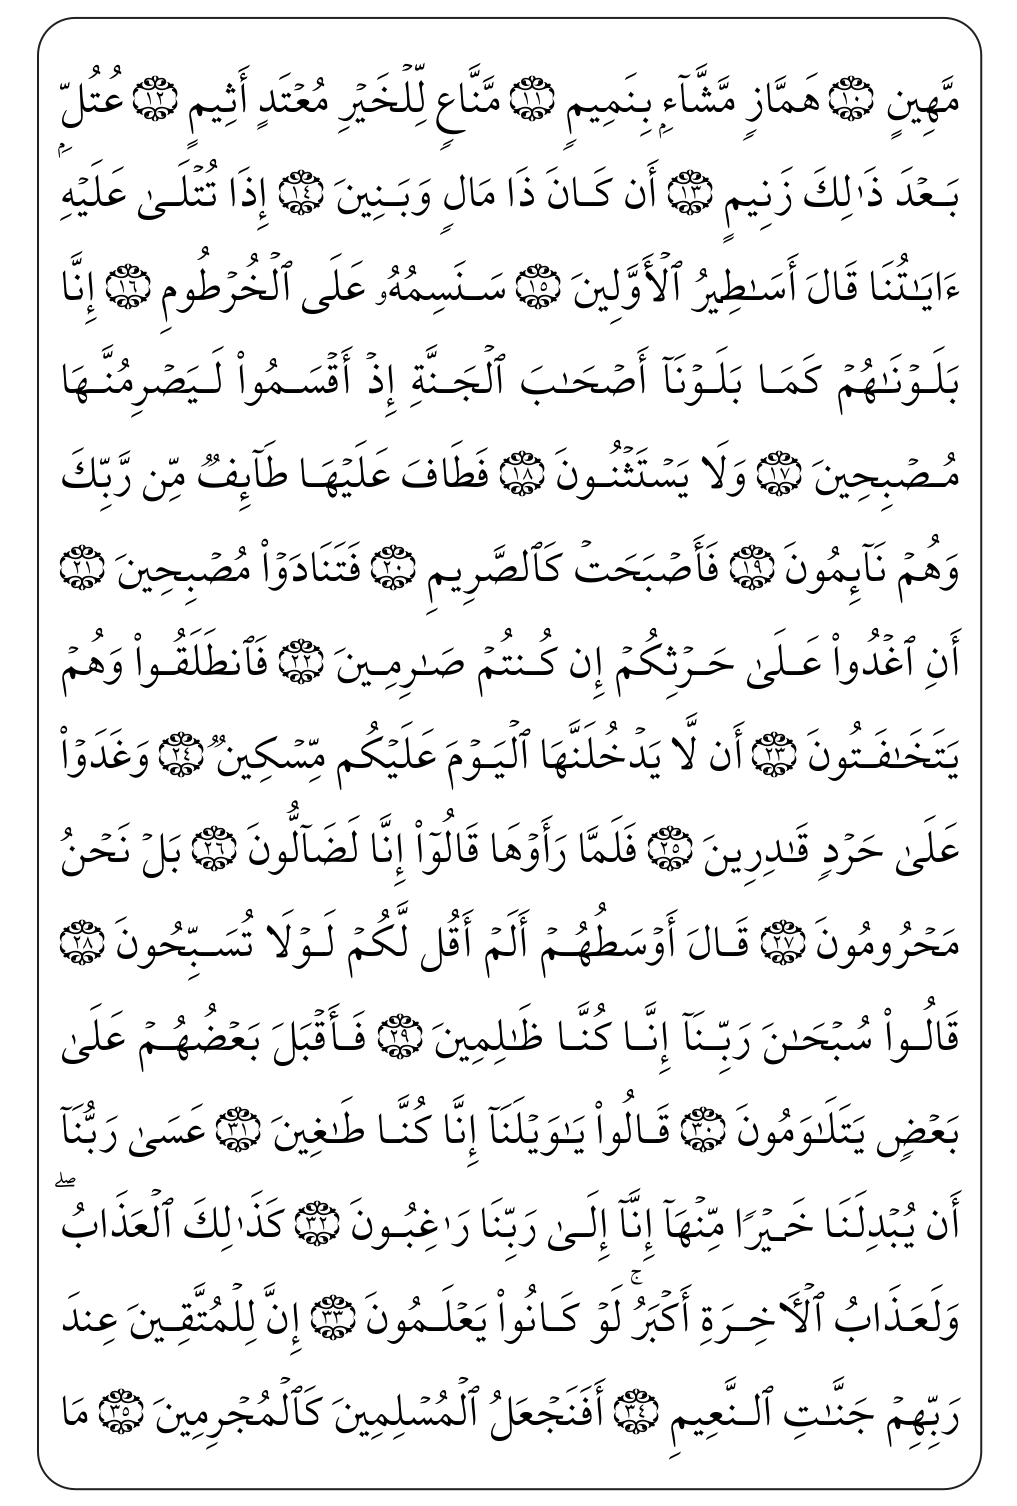 مَّهِينٍ ١٠ هَمَّازٖ مَّشَّآءِۭ بِنَمِيمٖ ١١ مَّنَّاعٖ لِّلۡخَيۡرِ مُعۡتَدٍ أَثِيمٍ ١٢ عُتُلِّۭ
بَعۡدَ ذَٰلِكَ زَنِيمٍ ١٣ أَن كَانَ ذَا مَالٖ وَبَنِينَ ١٤ إِذَا تُتۡلَىٰ عَلَيۡهِ
ءَايَٰتُنَا قَالَ أَسَٰطِيرُ ٱلۡأَوَّلِينَ ١٥ سَنَسِمُهُۥ عَلَى ٱلۡخُرۡطُومِ ١٦ إِنَّا
بَلَوۡنَٰهُمۡ كَمَا بَلَوۡنَآ أَصۡحَٰبَ ٱلۡجَنَّةِ إِذۡ أَقۡسَمُواْ لَيَصۡرِمُنَّهَا
مُصۡبِحِينَ ١٧ وَلَا يَسۡتَثۡنُونَ ١٨ فَطَافَ عَلَيۡهَا طَآئِفٞ مِّن رَّبِّكَ
وَهُمۡ نَآئِمُونَ ١٩ فَأَصۡبَحَتۡ كَٱلصَّرِيمِ ٢٠ فَتَنَادَوۡاْ مُصۡبِحِينَ ٢١
أَنِ ٱغۡدُواْ عَلَىٰ حَرۡثِكُمۡ إِن كُنتُمۡ صَٰرِمِينَ ٢٢ فَٱنطَلَقُواْ وَهُمۡ
يَتَخَٰفَتُونَ ٢٣ أَن لَّا يَدۡخُلَنَّهَا ٱلۡيَوۡمَ عَلَيۡكُم مِّسۡكِينٞ ٢٤ وَغَدَوۡاْ
عَلَىٰ حَرۡدٖ قَٰدِرِينَ ٢٥ فَلَمَّا رَأَوۡهَا قَالُوٓاْ إِنَّا لَضَآلُّونَ ٢٦ بَلۡ نَحۡنُ
مَحۡرُومُونَ ٢٧ قَالَ أَوۡسَطُهُمۡ أَلَمۡ أَقُل لَّكُمۡ لَوۡلَا تُسَبِّحُونَ ٢٨
قَالُواْ سُبۡحَٰنَ رَبِّنَآ إِنَّا كُنَّا ظَٰلِمِينَ ٢٩ فَأَقۡبَلَ بَعۡضُهُمۡ عَلَىٰ
بَعۡضٖ يَتَلَٰوَمُونَ ٣٠ قَالُواْ يَٰوَيۡلَنَآ إِنَّا كُنَّا طَٰغِينَ ٣١ عَسَىٰ رَبُّنَآ
أَن يُبۡدِلَنَا خَيۡرٗا مِّنۡهَآ إِنَّآ إِلَىٰ رَبِّنَا رَٰغِبُونَ ٣٢ كَذَٰلِكَ ٱلۡعَذَابُۖ
وَلَعَذَابُ ٱلۡأٓخِرَةِ أَكۡبَرُۚ لَوۡ كَانُواْ يَعۡلَمُونَ ٣٣ إِنَّ لِلۡمُتَّقِينَ عِندَ
رَبِّهِمۡ جَنَّٰتِ ٱلنَّعِيمِ ٣٤ أَفَنَجۡعَلُ ٱلۡمُسۡلِمِينَ كَٱلۡمُجۡرِمِينَ ٣٥ مَا